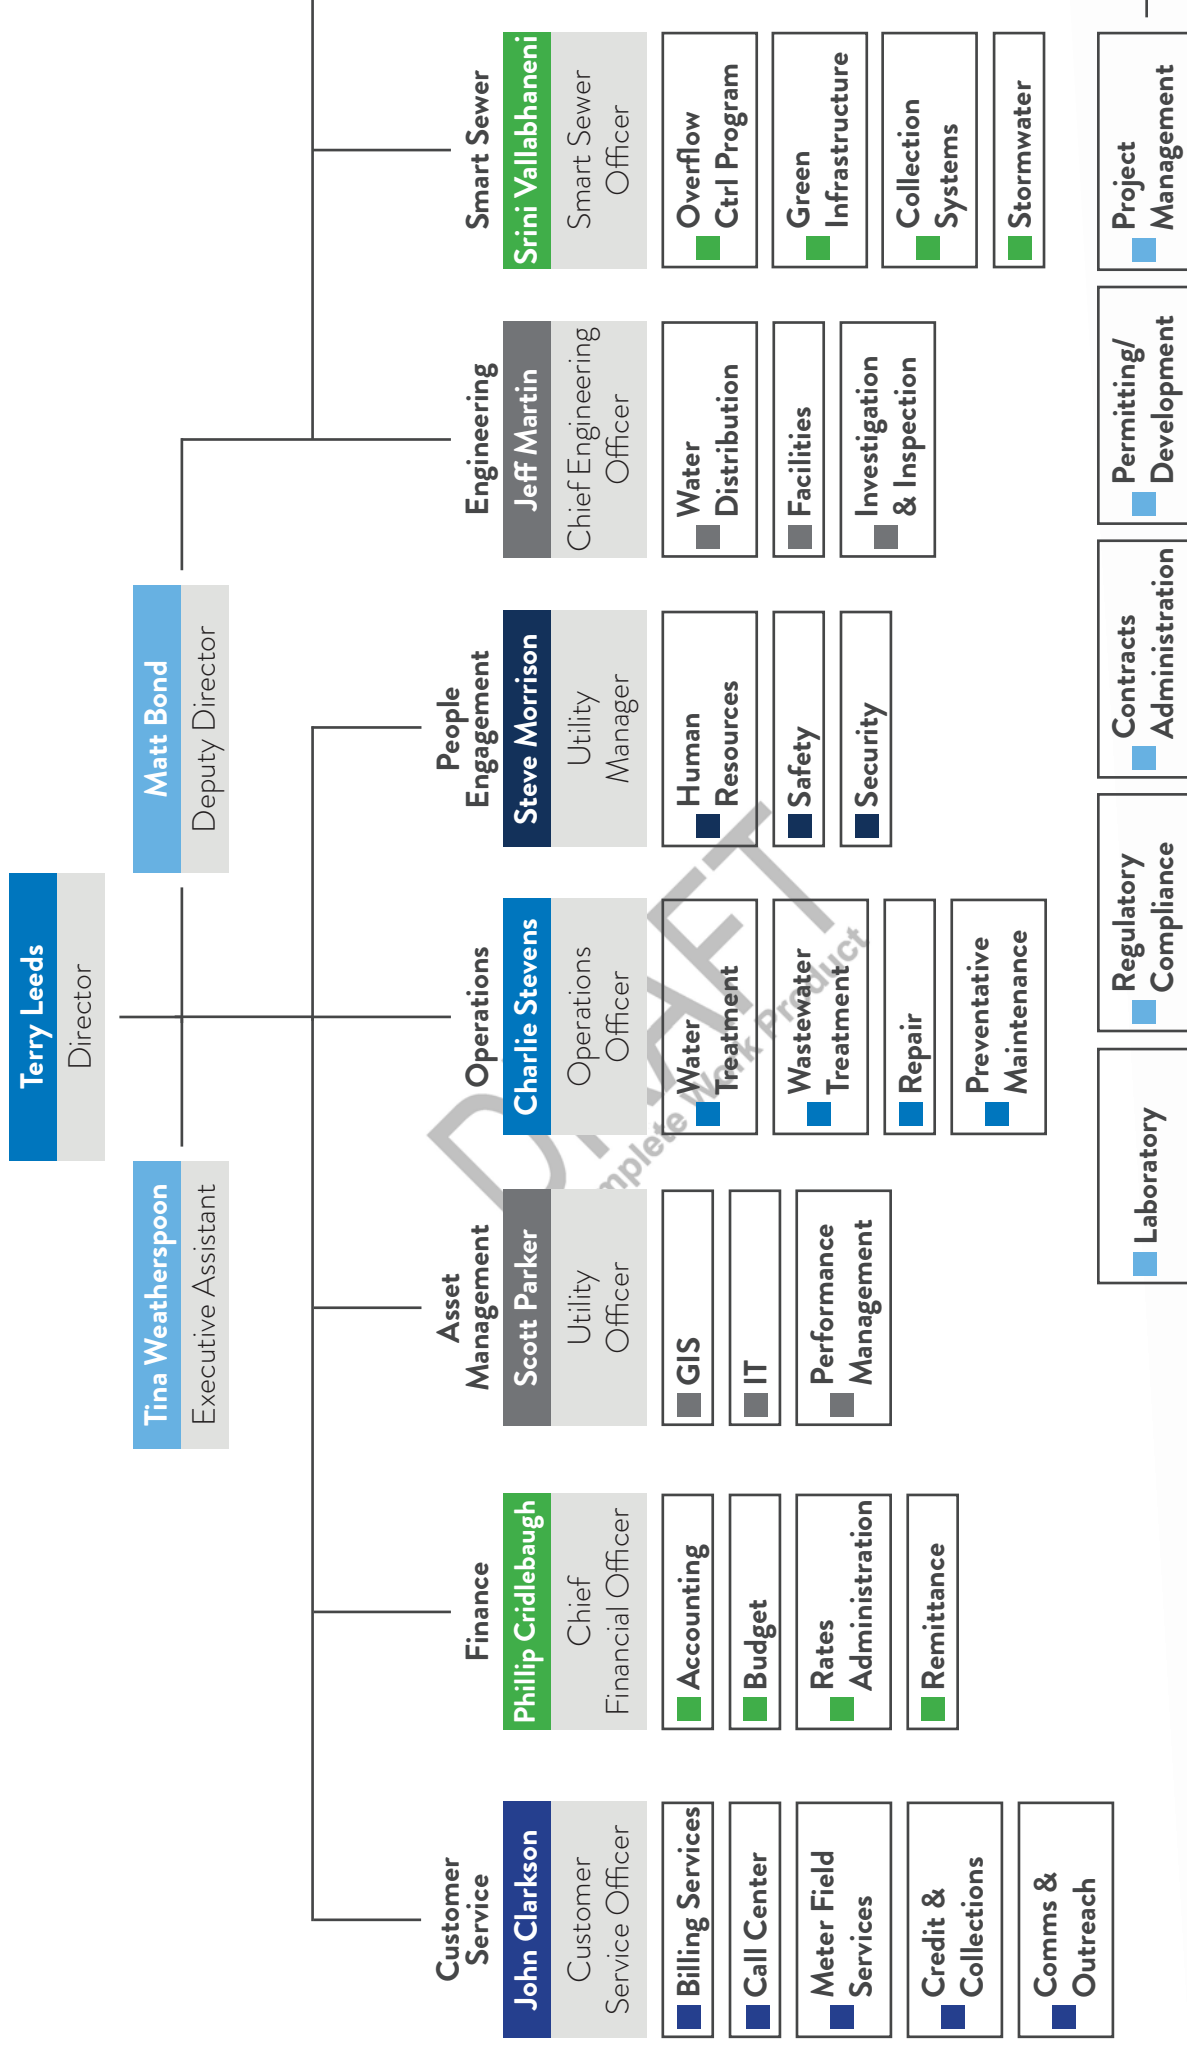 Terry Leeds
Director
Tina Weatherspoon
Executive Assistant
Matt Bond
Deputy Director
Customer
Service
John Clarkson
Customer
Service Officer
Billing Services
Call Center
Meter Field
Services
Credit &
Collections
Comms &
Outreach
Finance
Phillip Cridlebaugh
Chief
Financial Officer
Accounting
Budget
Rates
Administration
Remittance
Asset
Management
Scott Parker
Utility
Officer
GIS
IT
Performance
Management
Operations
Charlie Stevens
Operations
Officer
Water
Treatment
Wastewater
Treatment
Repair
Preventative
Maintenance
People
Engagement
Steve Morrison
Utility
Manager
Human
Resources
Safety
Security
Engineering
Jeff Martin
Chief Engineering
Officer
Water
Distribution
Facilities
Investigation
& Inspection
Smart Sewer
Srini Vallabhaneni
Smart Sewer
Officer
Overflow
Ctrl Program
Green
Infrastructure
Collection
Systems
Stormwater
Laboratory
Regulatory
Compliance
Contracts
Administration
Permitting/
Development
Project
Management
DRAFT
Work Product